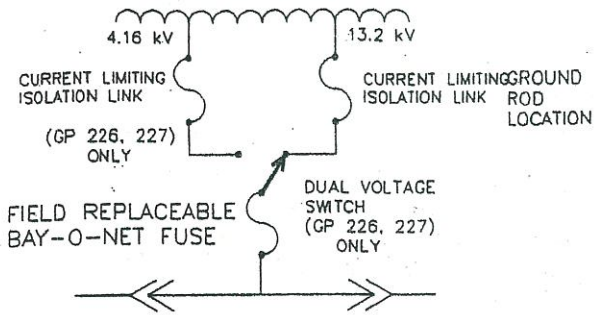 4.16 kV
13.2 kV
CURRENT LIMITING
ISOLATION LINK
(GP 226, 227)
ONLY
CURRENT LIMITING
ISOLATION LINK
GROUND
ROD
LOCATION
FIELD REPLACEABLE
BAY-O-NET FUSE
DUAL VOLTAGE
SWITCH
(GP 226, 227)
ONLY